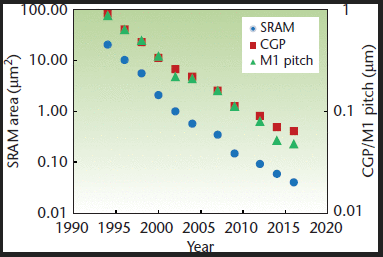 100.00
10.00
1.00
0.10
0.01
SRAM area (μm²)
1
0.1
0.01
CGP/M1 pitch (μm)
SRAM
CGP
M1 pitch
1990 1995 2000 2005 2010 2015 2020
Year